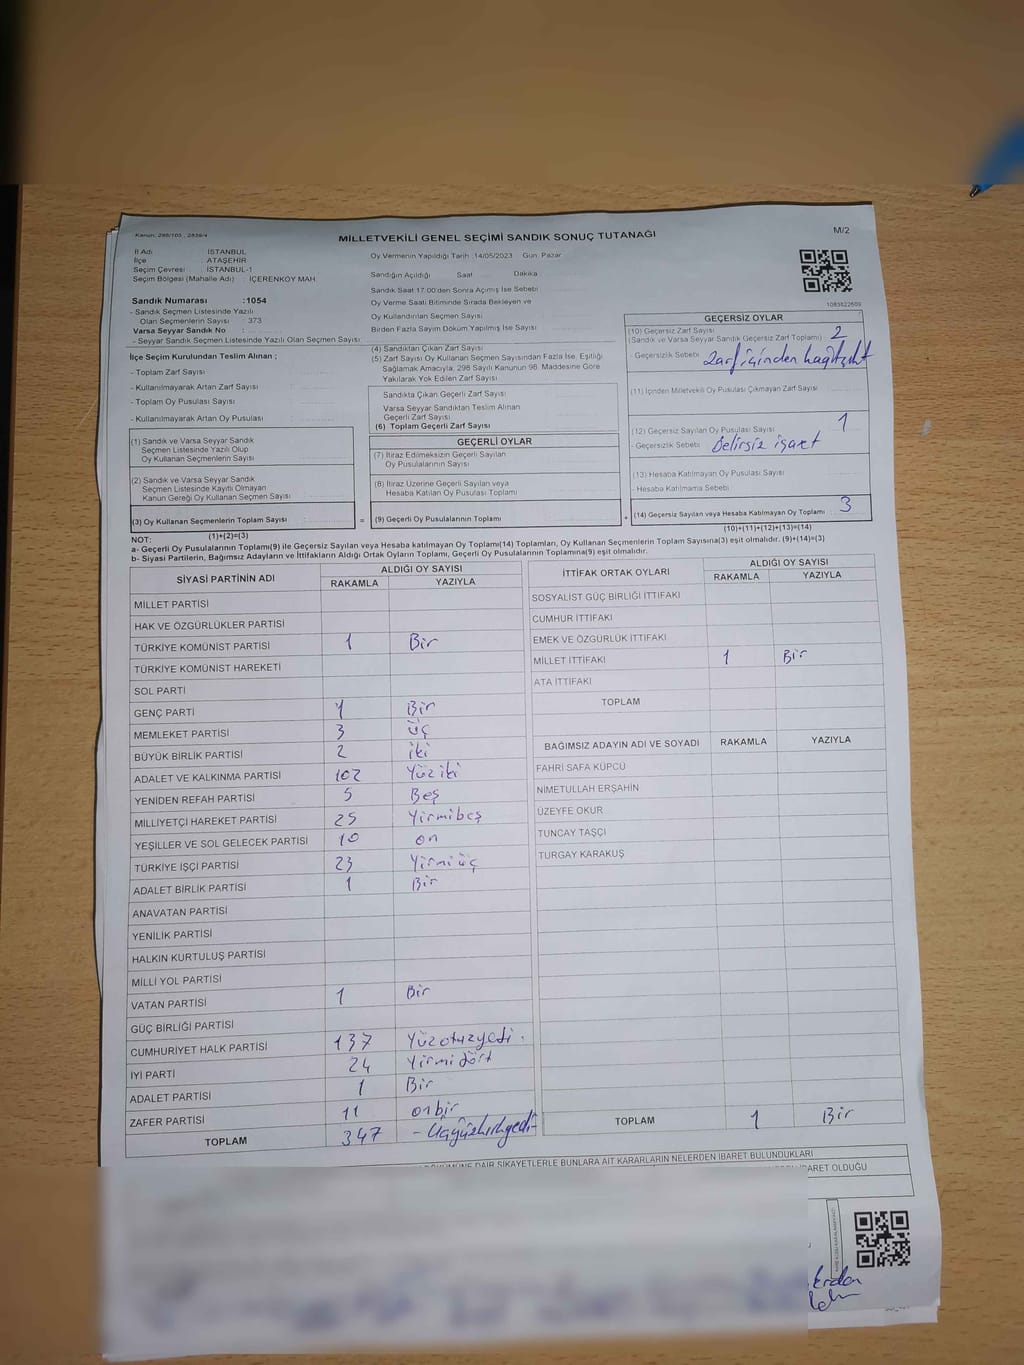 Kanun: 298/105 , 2839/4
MİLLETVEKİLİ GENEL SEÇİMİ SANDIK SONUÇ TUTANAĞI
M/2
İl Adı İSTANBUL
İlçe ATAŞEHİR
Seçim Çevresi İSTANBUL-1
Seçim Bölgesi (Mahalle Adı) : İÇERENKÖY MAH.
Sandık Numarası :1054
- Sandık Seçmen Listesinde Yazılı
Olan Seçmenlerin Sayısı : 373
Varsa Seyyar Sandık No :
- Seyyar Sandık Seçmen Listesinde Yazılı Olan Seçmen Sayısı
Oy Vermenin Yapıldığı Tarih :14/05/2023 Gün: Pazar
Sandığın Açıldığı Saat Dakika
Sandık Saat 17:00'den Sonra Açımış İse Sebebi
Oy Verme Saati Bitiminde Sırada Bekleyen ve
Oy Kullandırılan Seçmen Sayısı
Birden Fazla Sayım Döküm Yapılmış İse Sayısı
1083822609
İlçe Seçim Kurulundan Teslim Alınan ;
- Toplam Zarf Sayısı
- Kullanılmayarak Artan Zarf Sayısı
- Toplam Oy Pusulası Sayısı
- Kullanılmayarak Artan Oy Pusulası
(4) Sandıktan Çıkan Zarf Sayısı
(5) Zarf Sayısı Oy Kullanan Seçmen Sayısından Fazla İse, Eşitliği
Sağlamak Amacıyla, 298 Sayılı Kanunun 98. Maddesine Göre
Yakılarak Yok Edilen Zarf Sayısı
Sandıkta Çıkan Geçerli Zarf Sayısı
Varsa Seyyar Sandıktan Teslim Alınan
Geçerli Zarf Sayısı
(6) Toplam Geçerli Zarf Sayısı
GEÇERSİZ OYLAR
(10) Geçersiz Zarf Sayısı 2
(Sandık ve Varsa Seyyar Sandık Geçersiz Zarf Toplamı)
- Geçersizlik Sebebi Zarf içinden
(11) İçinden Milletvekili Oy Pusulası Çıkmayan Zarf Sayısı
(12) Geçersiz Sayılan Oy Pusulası Sayısı 1
- Geçersizlik Sebebi Belirsiz işaret
(13) Hesaba Katılmayan Oy Pusulası Sayısı
- Hesaba Katılmama Sebebi
(14) Geçersiz Sayılan veya Hesaba Katılmayan Oy Toplamı : 3
(10)+(11)+(12)+(13)=(14)
(1) Sandık ve Varsa Seyyar Sandık
Seçmen Listesinde Yazılı Olup
Oy Kullanan Seçmenlerin Sayısı
(2) Sandık ve Varsa Seyyar Sandık
Seçmen Listesinde Kayıtlı Olmayan
Kanun Gereği Oy Kullanan Seçmen Sayısı
(3) Oy Kullanan Seçmenlerin Toplam Sayısı =
(1)+(2)=(3)
GEÇERLİ OYLAR
(7) İtiraz Edilmeksizin Geçerli Sayılan
Oy Pusulalarının Sayısı
(8) İtiraz Üzerine Geçerli Sayılan veya
Hesaba Katılan Oy Pusulası Toplamı
(9) Geçerli Oy Pusulalarının Toplamı +
NOT:
a- Geçerli Oy Pusulalarının Toplamı(9) ile Geçersiz Sayılan veya Hesaba katılmayan Oy Toplamı(14) Toplamları, Oy Kullanan Seçmenlerin Toplam Sayısına(3) eşit olmalıdır. (9)+(14)=(3)
b- Siyasi Partilerin, Bağımsız Adayların ve İttifakların Aldığı Ortak Oyların Toplamı, Geçerli Oy Pusulalarının Toplamına(9) eşit olmalıdır.
SİYASİ PARTİNİN ADI ALDIĞI OY SAYISI
RAKAMLA YAZIYLA
MİLLET PARTİSİ
HAK VE ÖZGÜRLÜKLER PARTİSİ
TÜRKİYE KOMÜNİST PARTİSİ 1 Bir
TÜRKİYE KOMÜNİST HAREKETİ
SOL PARTİ
GENÇ PARTİ 1 Bir
MEMLEKET PARTİSİ 3 üç
BÜYÜK BİRLİK PARTİSİ 2 iki
ADALET VE KALKINMA PARTİSİ 102 Yüz iki
YENİDEN REFAH PARTİSİ 5 Beş
MİLLİYETÇİ HAREKET PARTİSİ 25 Yirmibeş
YEŞİLLER VE SOL GELECEK PARTİSİ 10 on
TÜRKİYE İŞÇİ PARTİSİ 23 Yirmi üç
ADALET BİRLİK PARTİSİ 1 Bir
ANAVATAN PARTİSİ
YENİLİK PARTİSİ
HALKIN KURTULUŞ PARTİSİ
MİLLİ YOL PARTİSİ
VATAN PARTİSİ 1 Bir
GÜÇ BİRLİĞİ PARTİSİ
CUMHURİYET HALK PARTİSİ 137 Yüzotuzyedi
İYİ PARTİ 24 Yirmi dört
ADALET PARTİSİ 1 Bir
ZAFER PARTİSİ 11 onbir
TOPLAM 347 - Üçyüzkırkyedi-
İTTİFAK ORTAK OYLARI ALDIĞI OY SAYISI
RAKAMLA YAZIYLA
SOSYALİST GÜÇ BİRLİĞİ İTTİFAKI
CUMHUR İTTİFAKI
EMEK VE ÖZGÜRLÜK İTTİFAKI
MİLLET İTTİFAKI 1 Bir
ATA İTTİFAKI
TOPLAM
BAĞIMSIZ ADAYIN ADI VE SOYADI RAKAMLA YAZIYLA
FAHRİ SAFA KÜPCÜ
NİMETULLAH ERŞAHİN
ÜZEYFE OKUR
TUNCAY TAŞÇI
TURGAY KARAKUŞ
TOPLAM 1 Bir
DÖKÜMÜNE DAİR ŞİKAYETLERLE BUNLARA AİT KARARLARIN NELERDEN İBARET BULUNDUKLARI
İBARET OLDUĞU